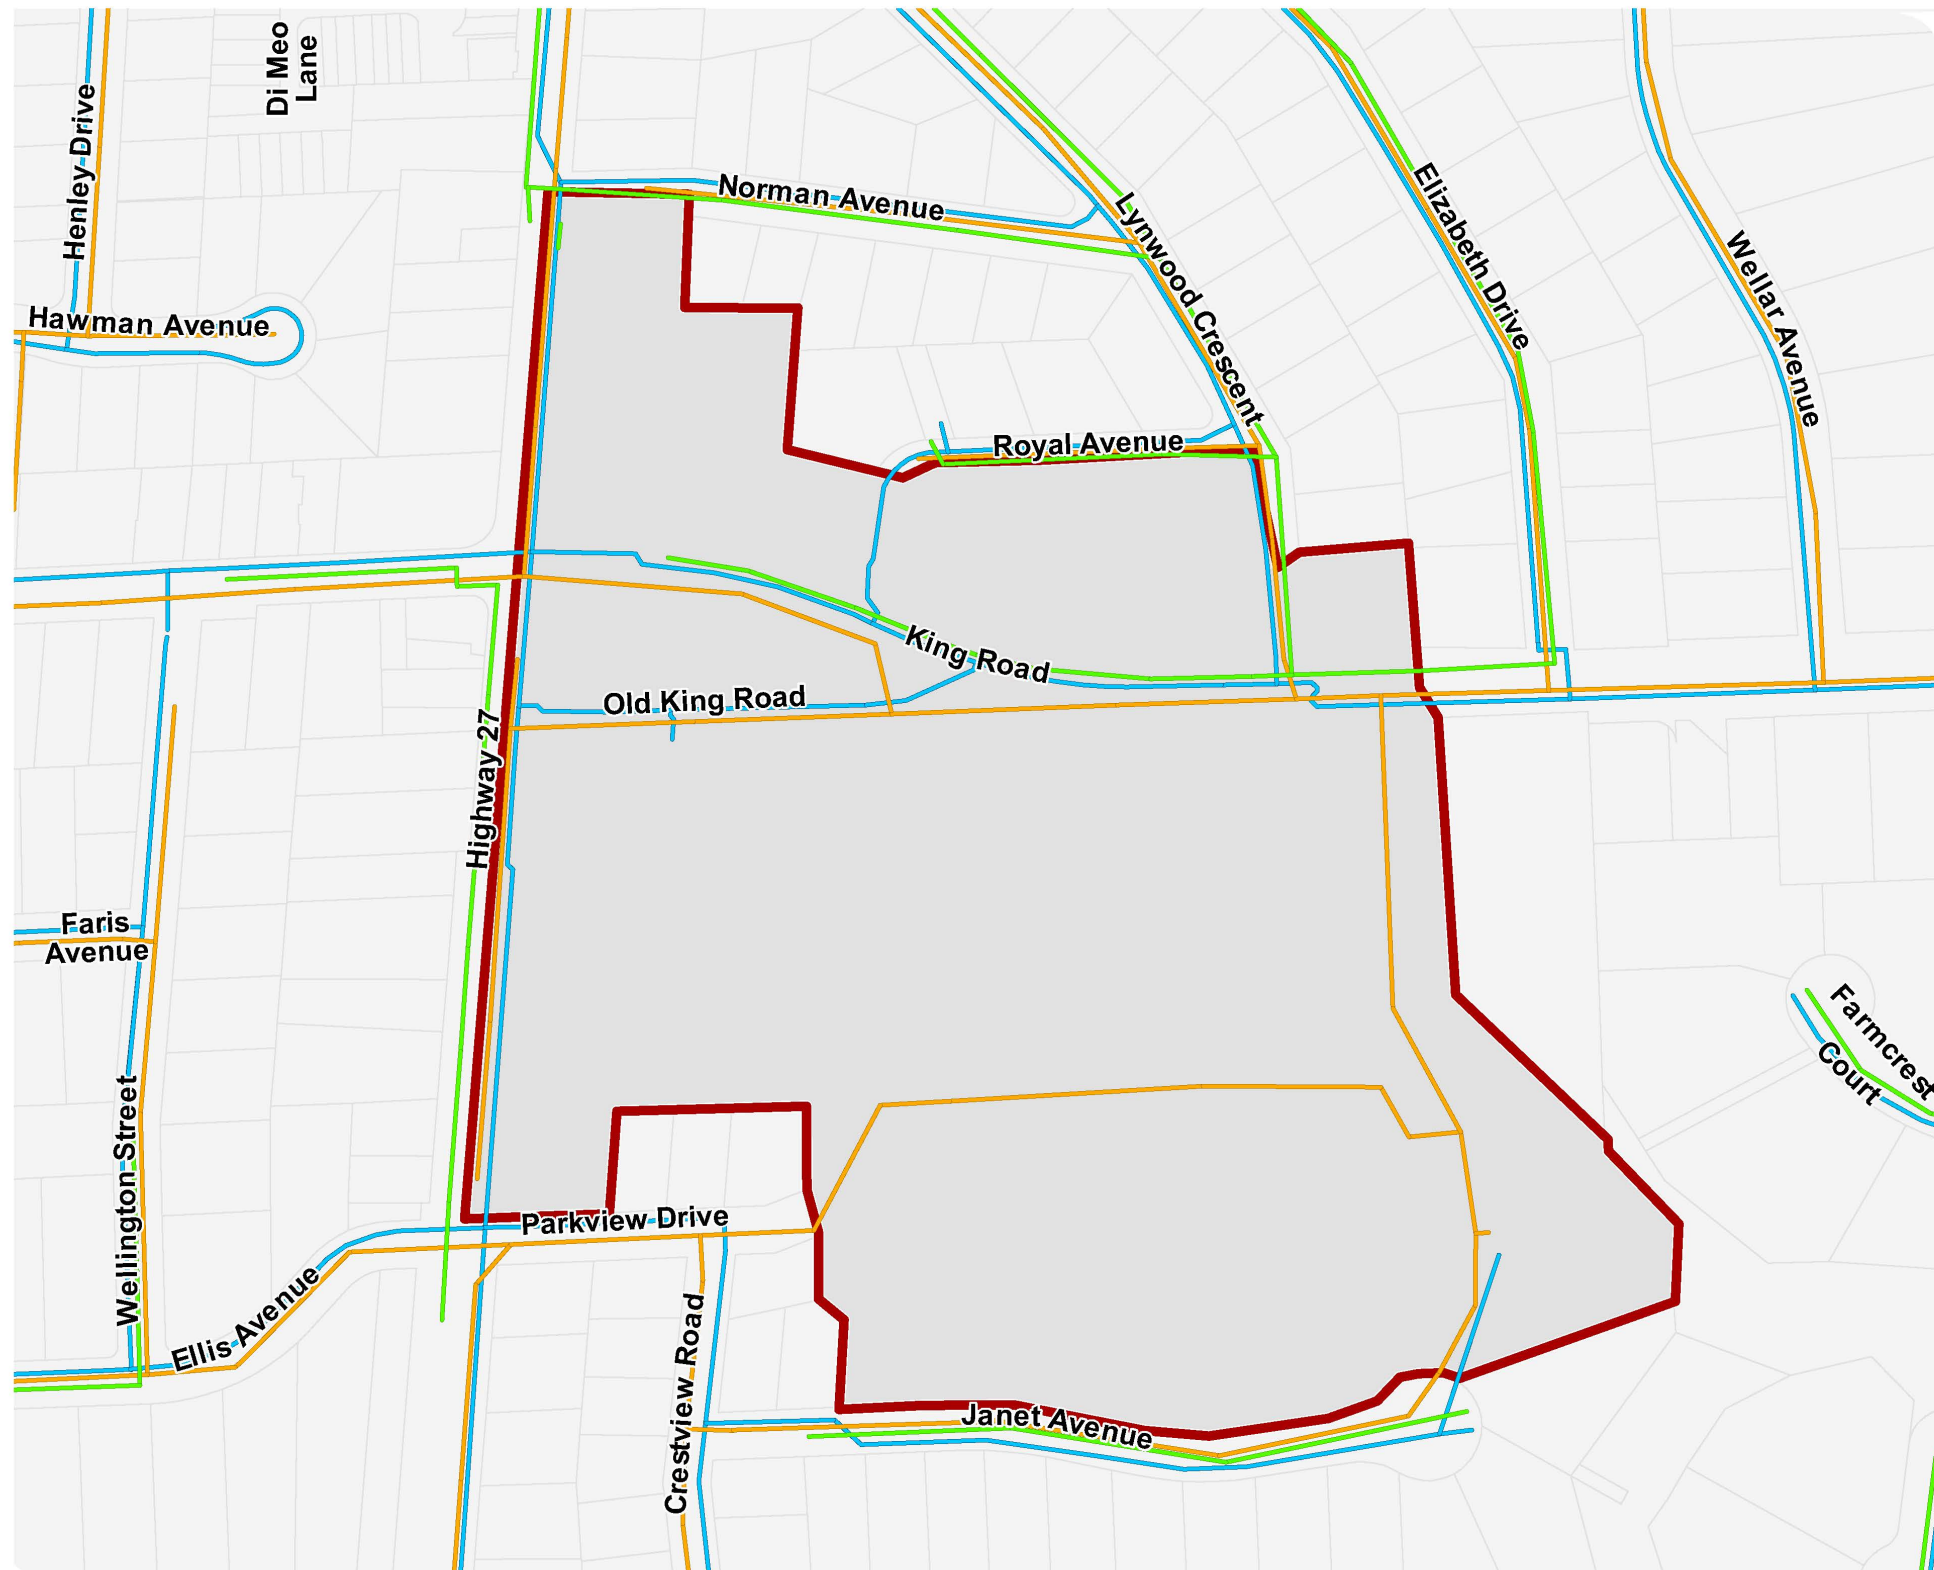 Di Meo
Lane
Henley Drive
Norman Avenue
Lynwood Crescent
Elizabeth Drive
Wellar Avenue
Hawman Avenue
Royal Avenue
King Road
Old King Road
Highway 27
Faris
Avenue
Farmcrest
Court
Wellington Street
Parkview Drive
Ellis Avenue
Crestview Road
Janet Avenue